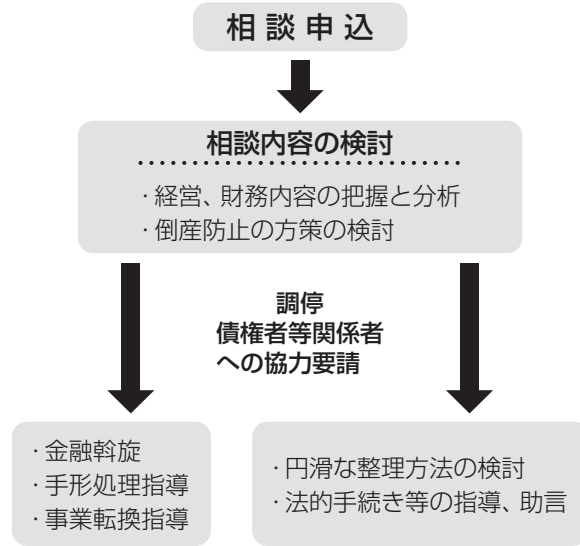 相談申込
相談内容の検討
・経営、財務内容の把握と分析
・倒産防止の方策の検討
調停
債権者等関係者
への協力要請
・金融斡旋
・手形処理指導
・事業転換指導
・円滑な整理方法の検討
・法的手続き等の指導、助言